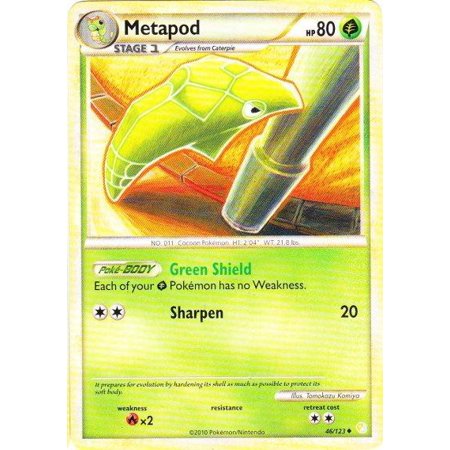 Metapod HP 80
STAGE 1 Evolves from Caterpie
NO. 011 Cocoon Pokémon. HT: 2'04" WT: 21.8 lbs.
Poké-BODY Green Shield
Each of your Pokémon has no Weakness.
Sharpen 20
It prepares for evolution by hardening its shell as much as possible to protect its
soft body.
Illus. Tomokazu Komiya
weakness resistance retreat cost
×2
©2010 Pokémon/Nintendo 46/123